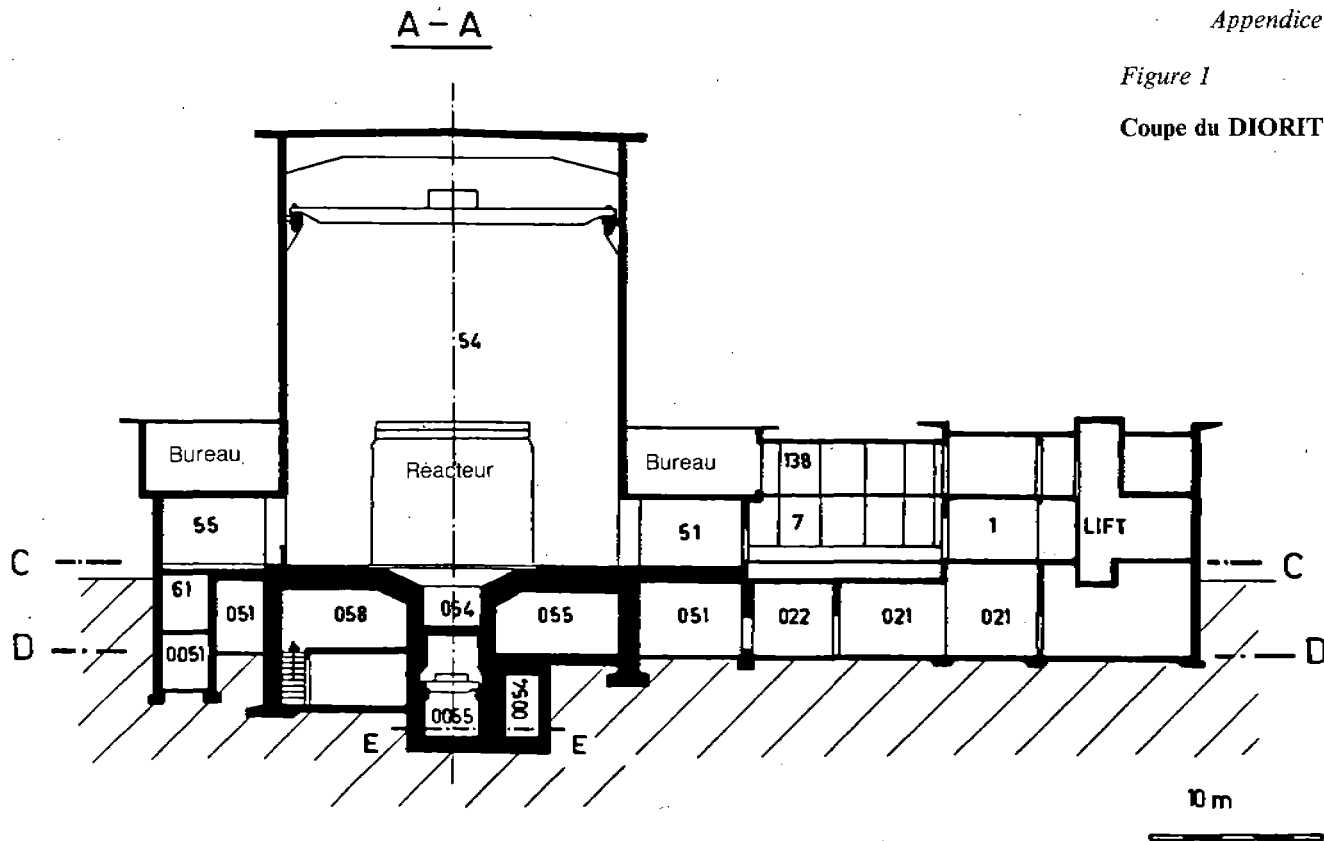 A - A
Appendice
Figure 1
Coupe du DIORIT
54
Bureau
Réacteur
Bureau
138
55
51
7
1
LIFT
C
C
61
051
058
054
055
051
022
021
021
D
0051
D
0055
0054
E
E
10 m